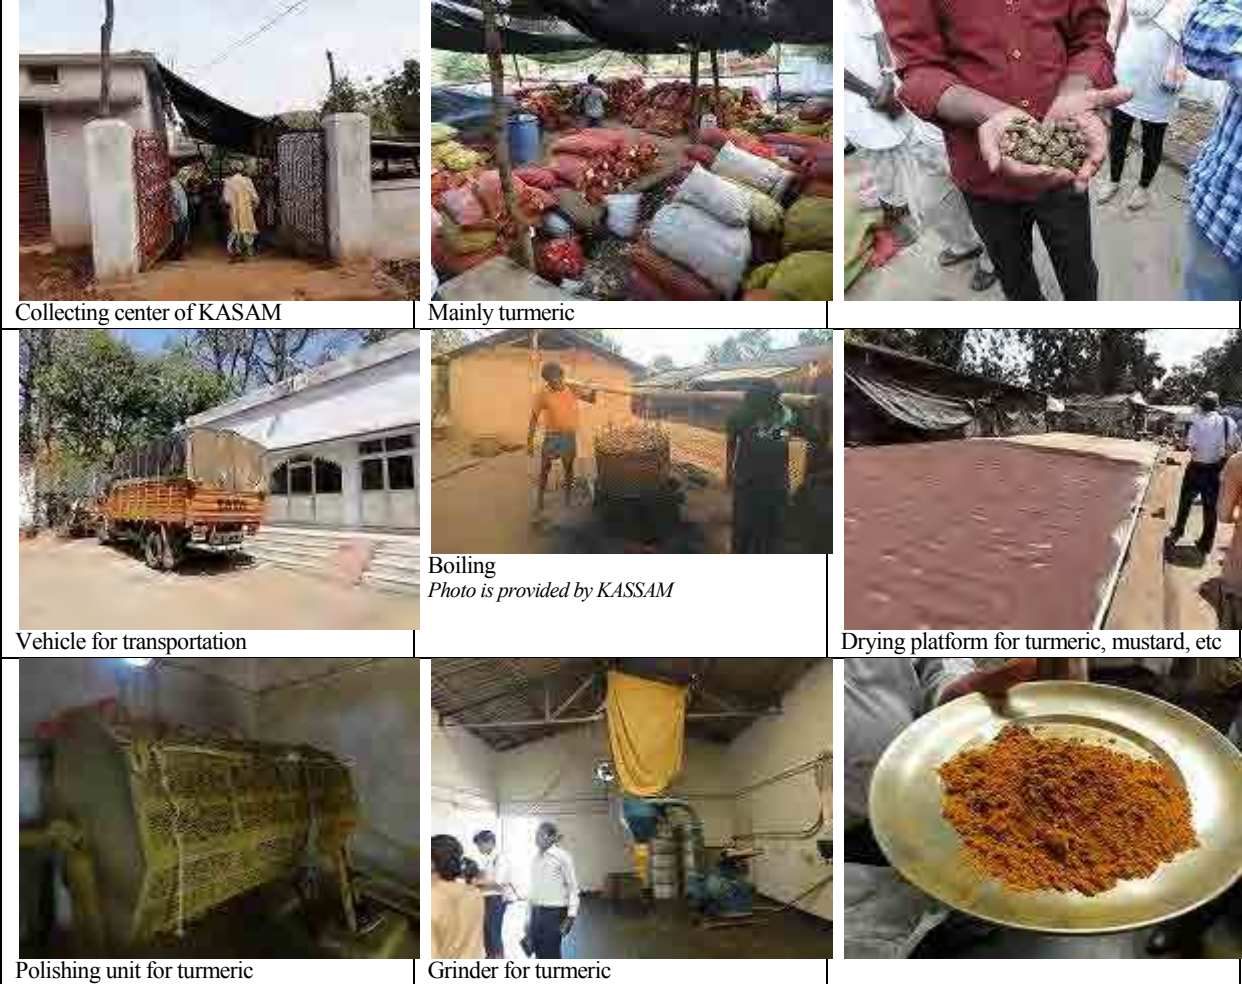 Collecting center of KASAM
Mainly turmeric
Vehicle for transportation
TATA
Boiling
Photo is provided by KASSAM
Drying platform for turmeric, mustard, etc
Polishing unit for turmeric
Grinder for turmeric